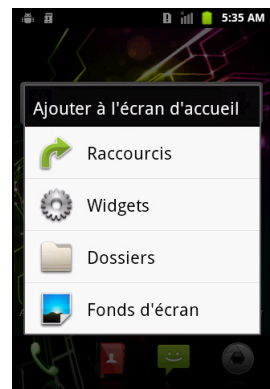 5:35 AM
Ajouter à l'écran d'accueil
Raccourcis
Widgets
Dossiers
Fonds d'écran